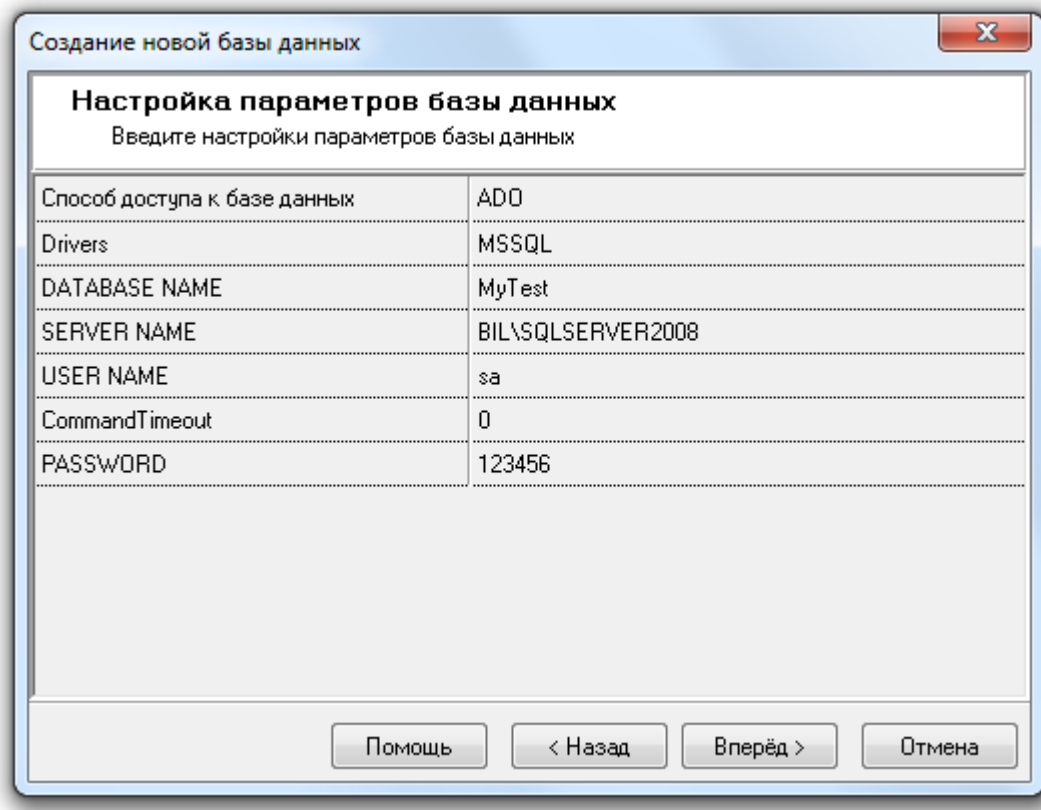 Создание новой базы данных
Настройка параметров базы данных
Введите настройки параметров базы данных
Способ доступа к базе данных ADO
Drivers MSSQL
DATABASE NAME MyTest
SERVER NAME BIL\SQLSERVER2008
USER NAME sa
CommandTimeout 0
PASSWORD 123456
Помощь < Назад Вперёд > Отмена